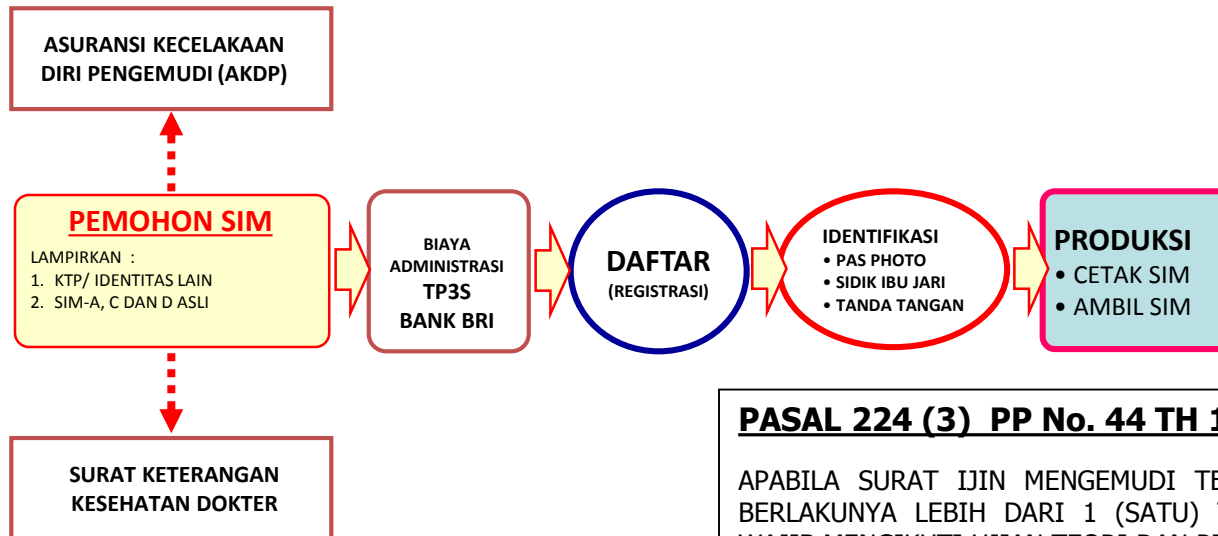 ASURANSI KECELAKAAN
DIRI PENGEMUDI (AKDP)
PEMOHON SIM
LAMPIRKAN :
1. KTP/ IDENTITAS LAIN
2. SIM-A, C DAN D ASLI
BIAYA
ADMINISTRASI
TP3S
BANK BRI
DAFTAR
(REGISTRASI)
IDENTIFIKASI
• PAS PHOTO
• SIDIK IBU JARI
• TANDA TANGAN
PRODUKSI
• CETAK SIM
• AMBIL SIM
SURAT KETERANGAN
KESEHATAN DOKTER
PASAL 224 (3) PP No. 44 TH
APABILA SURAT IJIN MENGEMUDI
BERLAKUNYA LEBIH DARI 1 (SATU)